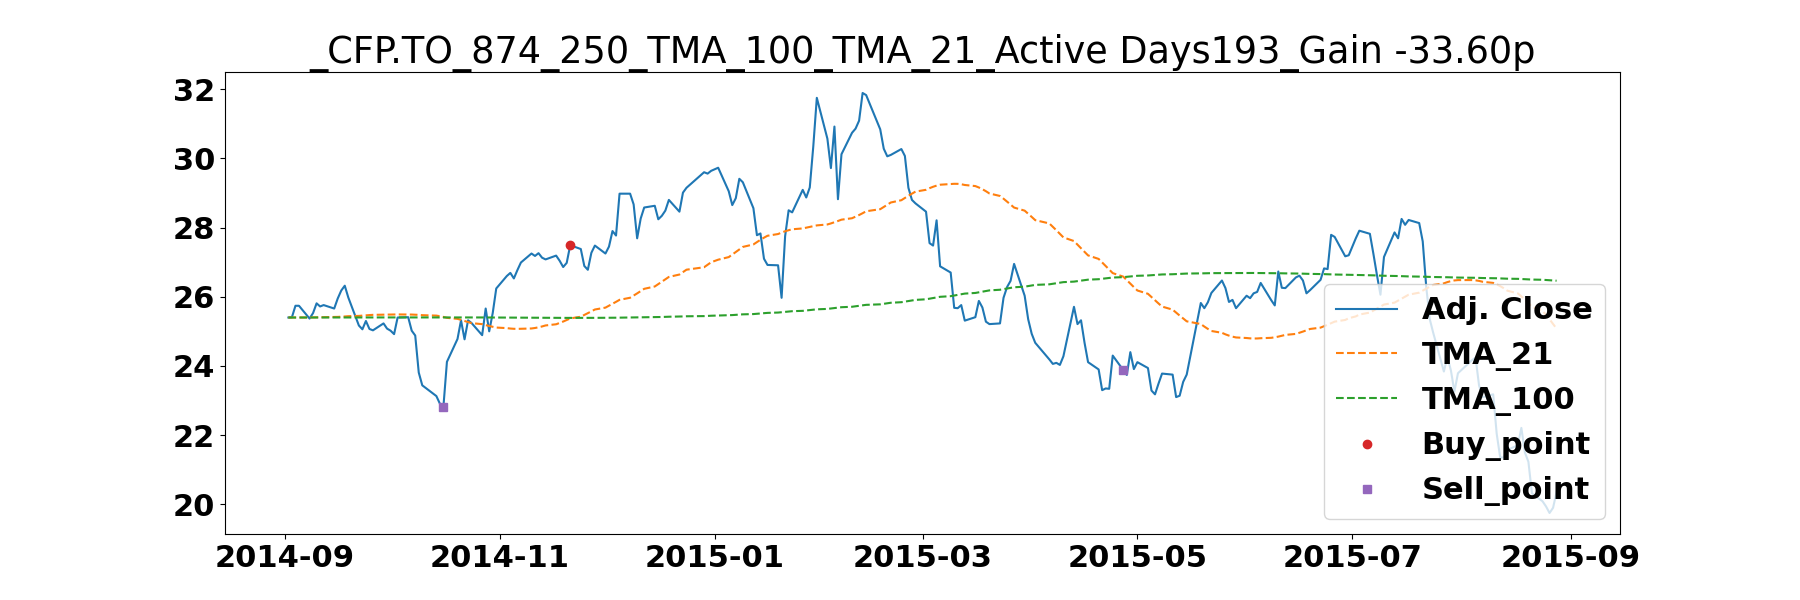 _CFP.TO_874_250_TMA_100_TMA_21_Active Days193_Gain -33.60p
32
30
28
26
24
22
20
Adj. Close
TMA_21
TMA_100
Buy_point
Sell_point
2014-09 2014-11 2015-01 2015-03 2015-05 2015-07 2015-09